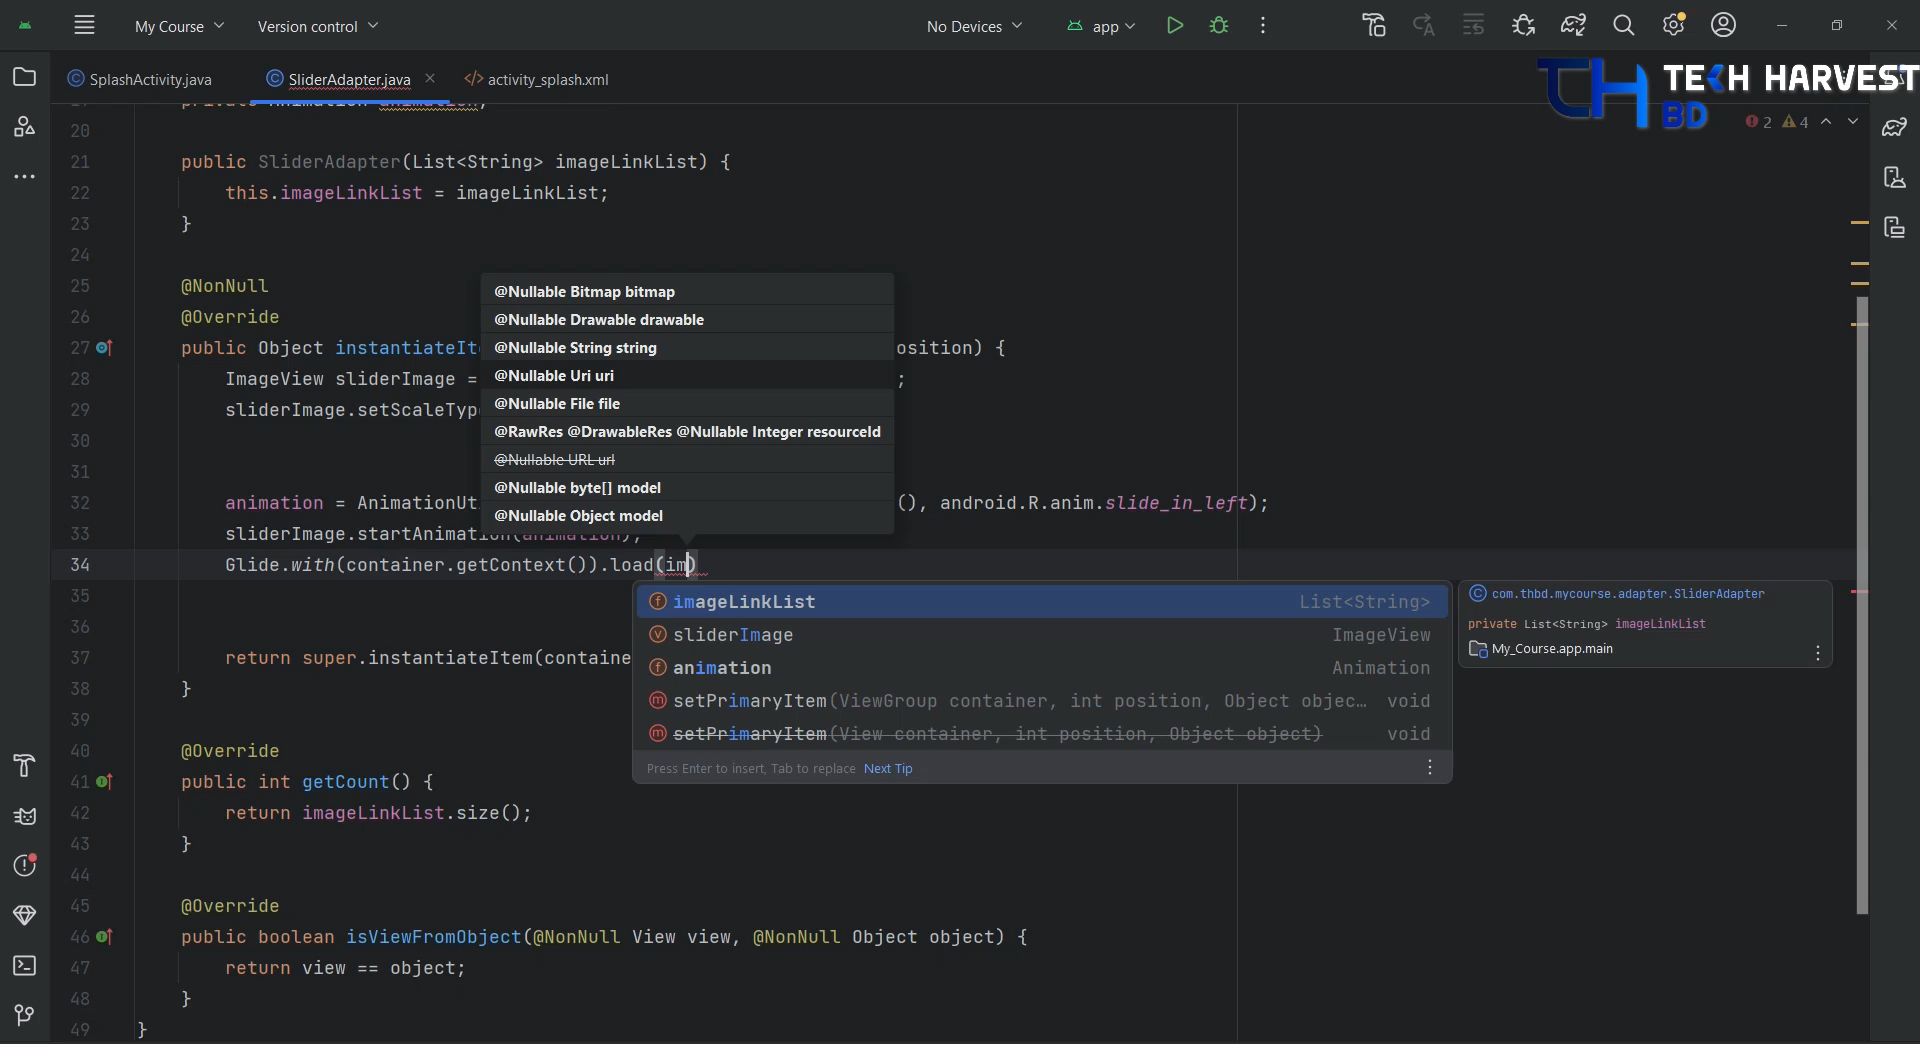 My Course
Version control
No Devices
app
SplashActivity.java
SliderAdapter.java
activity_splash.xml
TECH HARVEST
BD
2
4
20
21 public SliderAdapter(List<String> imageLinkList) {
22 this.imageLinkList = imageLinkList;
23 }
24
25 @NonNull
26 @Override
27 public Object instantiateIte osition) {
28 ImageView sliderImage = ;
29 sliderImage.setScaleType
30
31
32 animation = AnimationUt (), android.R.anim.slide_in_left);
33 sliderImage.startAnimation(animation);
34 Glide.with(container.getContext()).load(im)
35
36
37 return super.instantiateItem(containe
38 }
39
40 @Override
41 public int getCount() {
42 return imageLinkList.size();
43 }
44
45 @Override
46 public boolean isViewFromObject(@NonNull View view, @NonNull Object object) {
47 return view == object;
48 }
49 }
@Nullable Bitmap bitmap
@Nullable Drawable drawable
@Nullable String string
@Nullable Uri uri
@Nullable File file
@RawRes @DrawableRes @Nullable Integer resourceId
@Nullable URL url
@Nullable byte[] model
@Nullable Object model
imageLinkList List<String>
sliderImage ImageView
animation Animation
setPrimaryItem(ViewGroup container, int position, Object objec… void
setPrimaryItem(View container, int position, Object object) void
Press Enter to insert, Tab to replace Next Tip
com.thbd.mycourse.adapter.SliderAdapter
private List<String> imageLinkList
My_Course.app.main